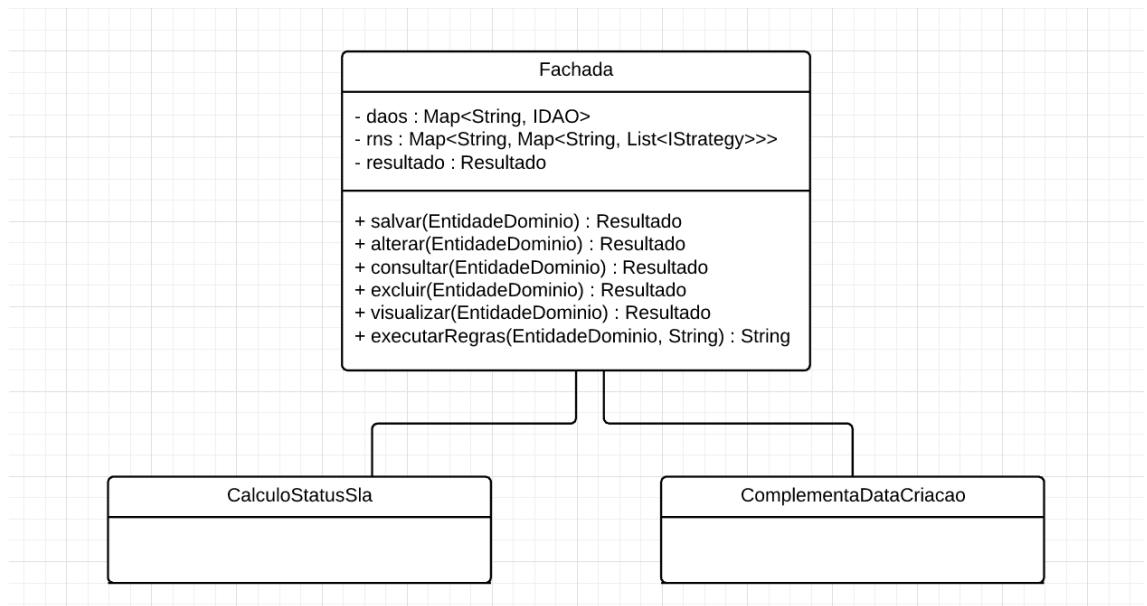 Fachada
- daos : Map<String, IDAO>
- rns : Map<String, Map<String, List<IStrategy>>>
- resultado : Resultado
+ salvar(EntidadeDominio) : Resultado
+ alterar(EntidadeDominio) : Resultado
+ consultar(EntidadeDominio) : Resultado
+ excluir(EntidadeDominio) : Resultado
+ visualizar(EntidadeDominio) : Resultado
+ executarRegras(EntidadeDominio, String) : String
CalculoStatusSla
ComplementaDataCriacao